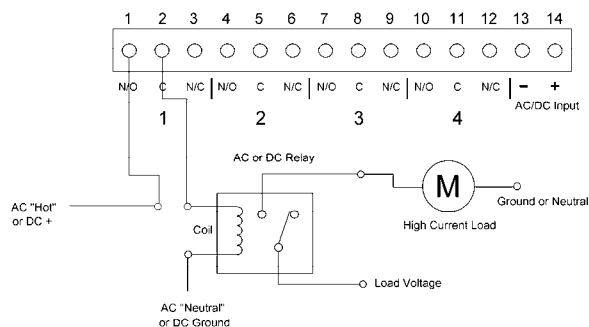 1 2 3 4 5 6 7 8 9 10 11 12 13 14
N/O C N/C N/O C N/C N/O C N/C N/O C N/C − +
AC/DC Input
1 2 3 4
AC or DC Relay
M
AC "Hot"
or DC +
Ground or Neutral
High Current Load
Coil
Load Voltage
AC "Neutral"
or DC Ground